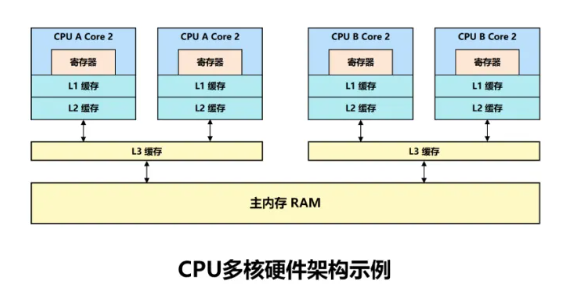 CPU A Core 2
CPU A Core 2
CPU B Core 2
CPU B Core 2
寄存器
寄存器
寄存器
寄存器
L1 缓存
L1 缓存
L1 缓存
L1 缓存
L2 缓存
L2 缓存
L2 缓存
L2 缓存
L3 缓存
L3 缓存
主内存 RAM
CPU多核硬件架构示例